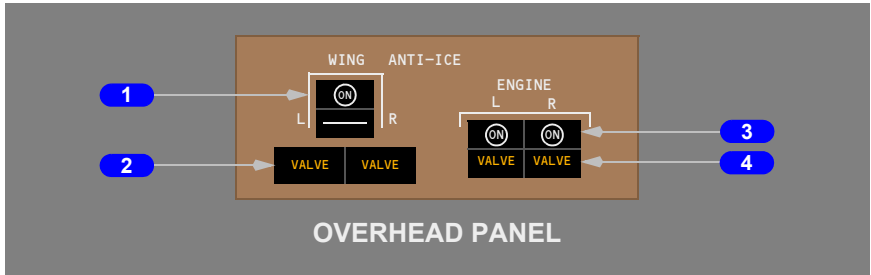 WING ANTI-ICE
1
ON
ENGINE
L R
L R
ON ON
3
2
VALVE VALVE
VALVE VALVE
4
OVERHEAD PANEL